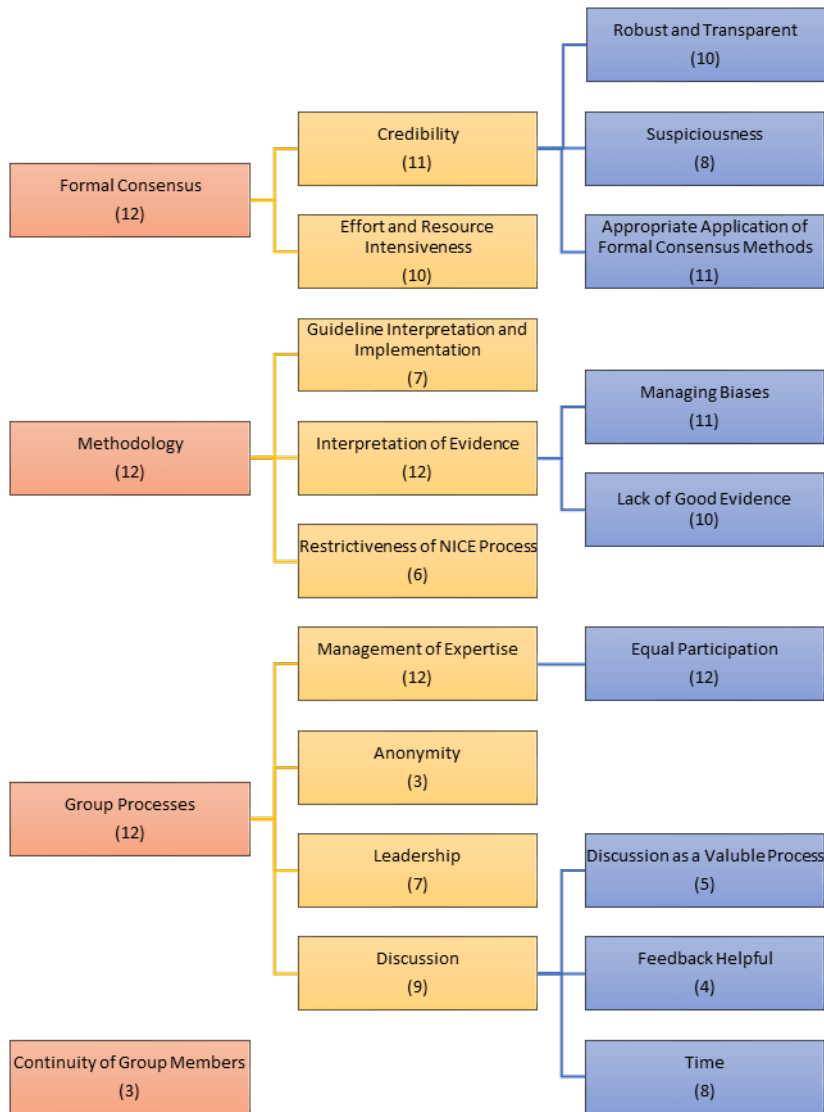 Robust and Transparent
(10)
Credibility
(11)
Suspiciousness
(8)
Formal Consensus
(12)
Effort and Resource
Intensiveness
(10)
Appropriate Application of
Formal Consensus Methods
(11)
Guideline Interpretation and
Implementation
(7)
Managing Biases
(11)
Methodology
(12)
Interpretation of Evidence
(12)
Lack of Good Evidence
(10)
Restrictiveness of NICE Process
(6)
Management of Expertise
(12)
Equal Participation
(12)
Anonymity
(3)
Group Processes
(12)
Leadership
(7)
Discussion as a Valuble Process
(5)
Discussion
(9)
Feedback Helpful
(4)
Continuity of Group Members
(3)
Time
(8)